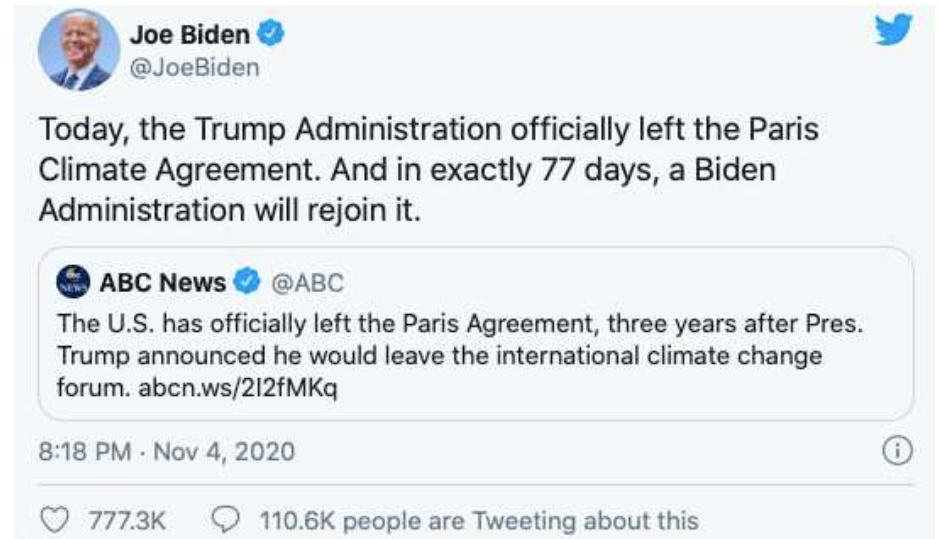 Joe Biden
@JoeBiden
Today, the Trump Administration officially left the Paris
Climate Agreement. And in exactly 77 days, a Biden
Administration will rejoin it.
ABC News @ABC
The U.S. has officially left the Paris Agreement, three years after Pres.
Trump announced he would leave the international climate change
forum. abcn.ws/2I2fMKq
8:18 PM · Nov 4, 2020
777.3K 110.6K people are Tweeting about this